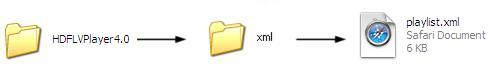 HDFLVPlayer4.0
xml
playlist.xml
Safari Document
6 KB